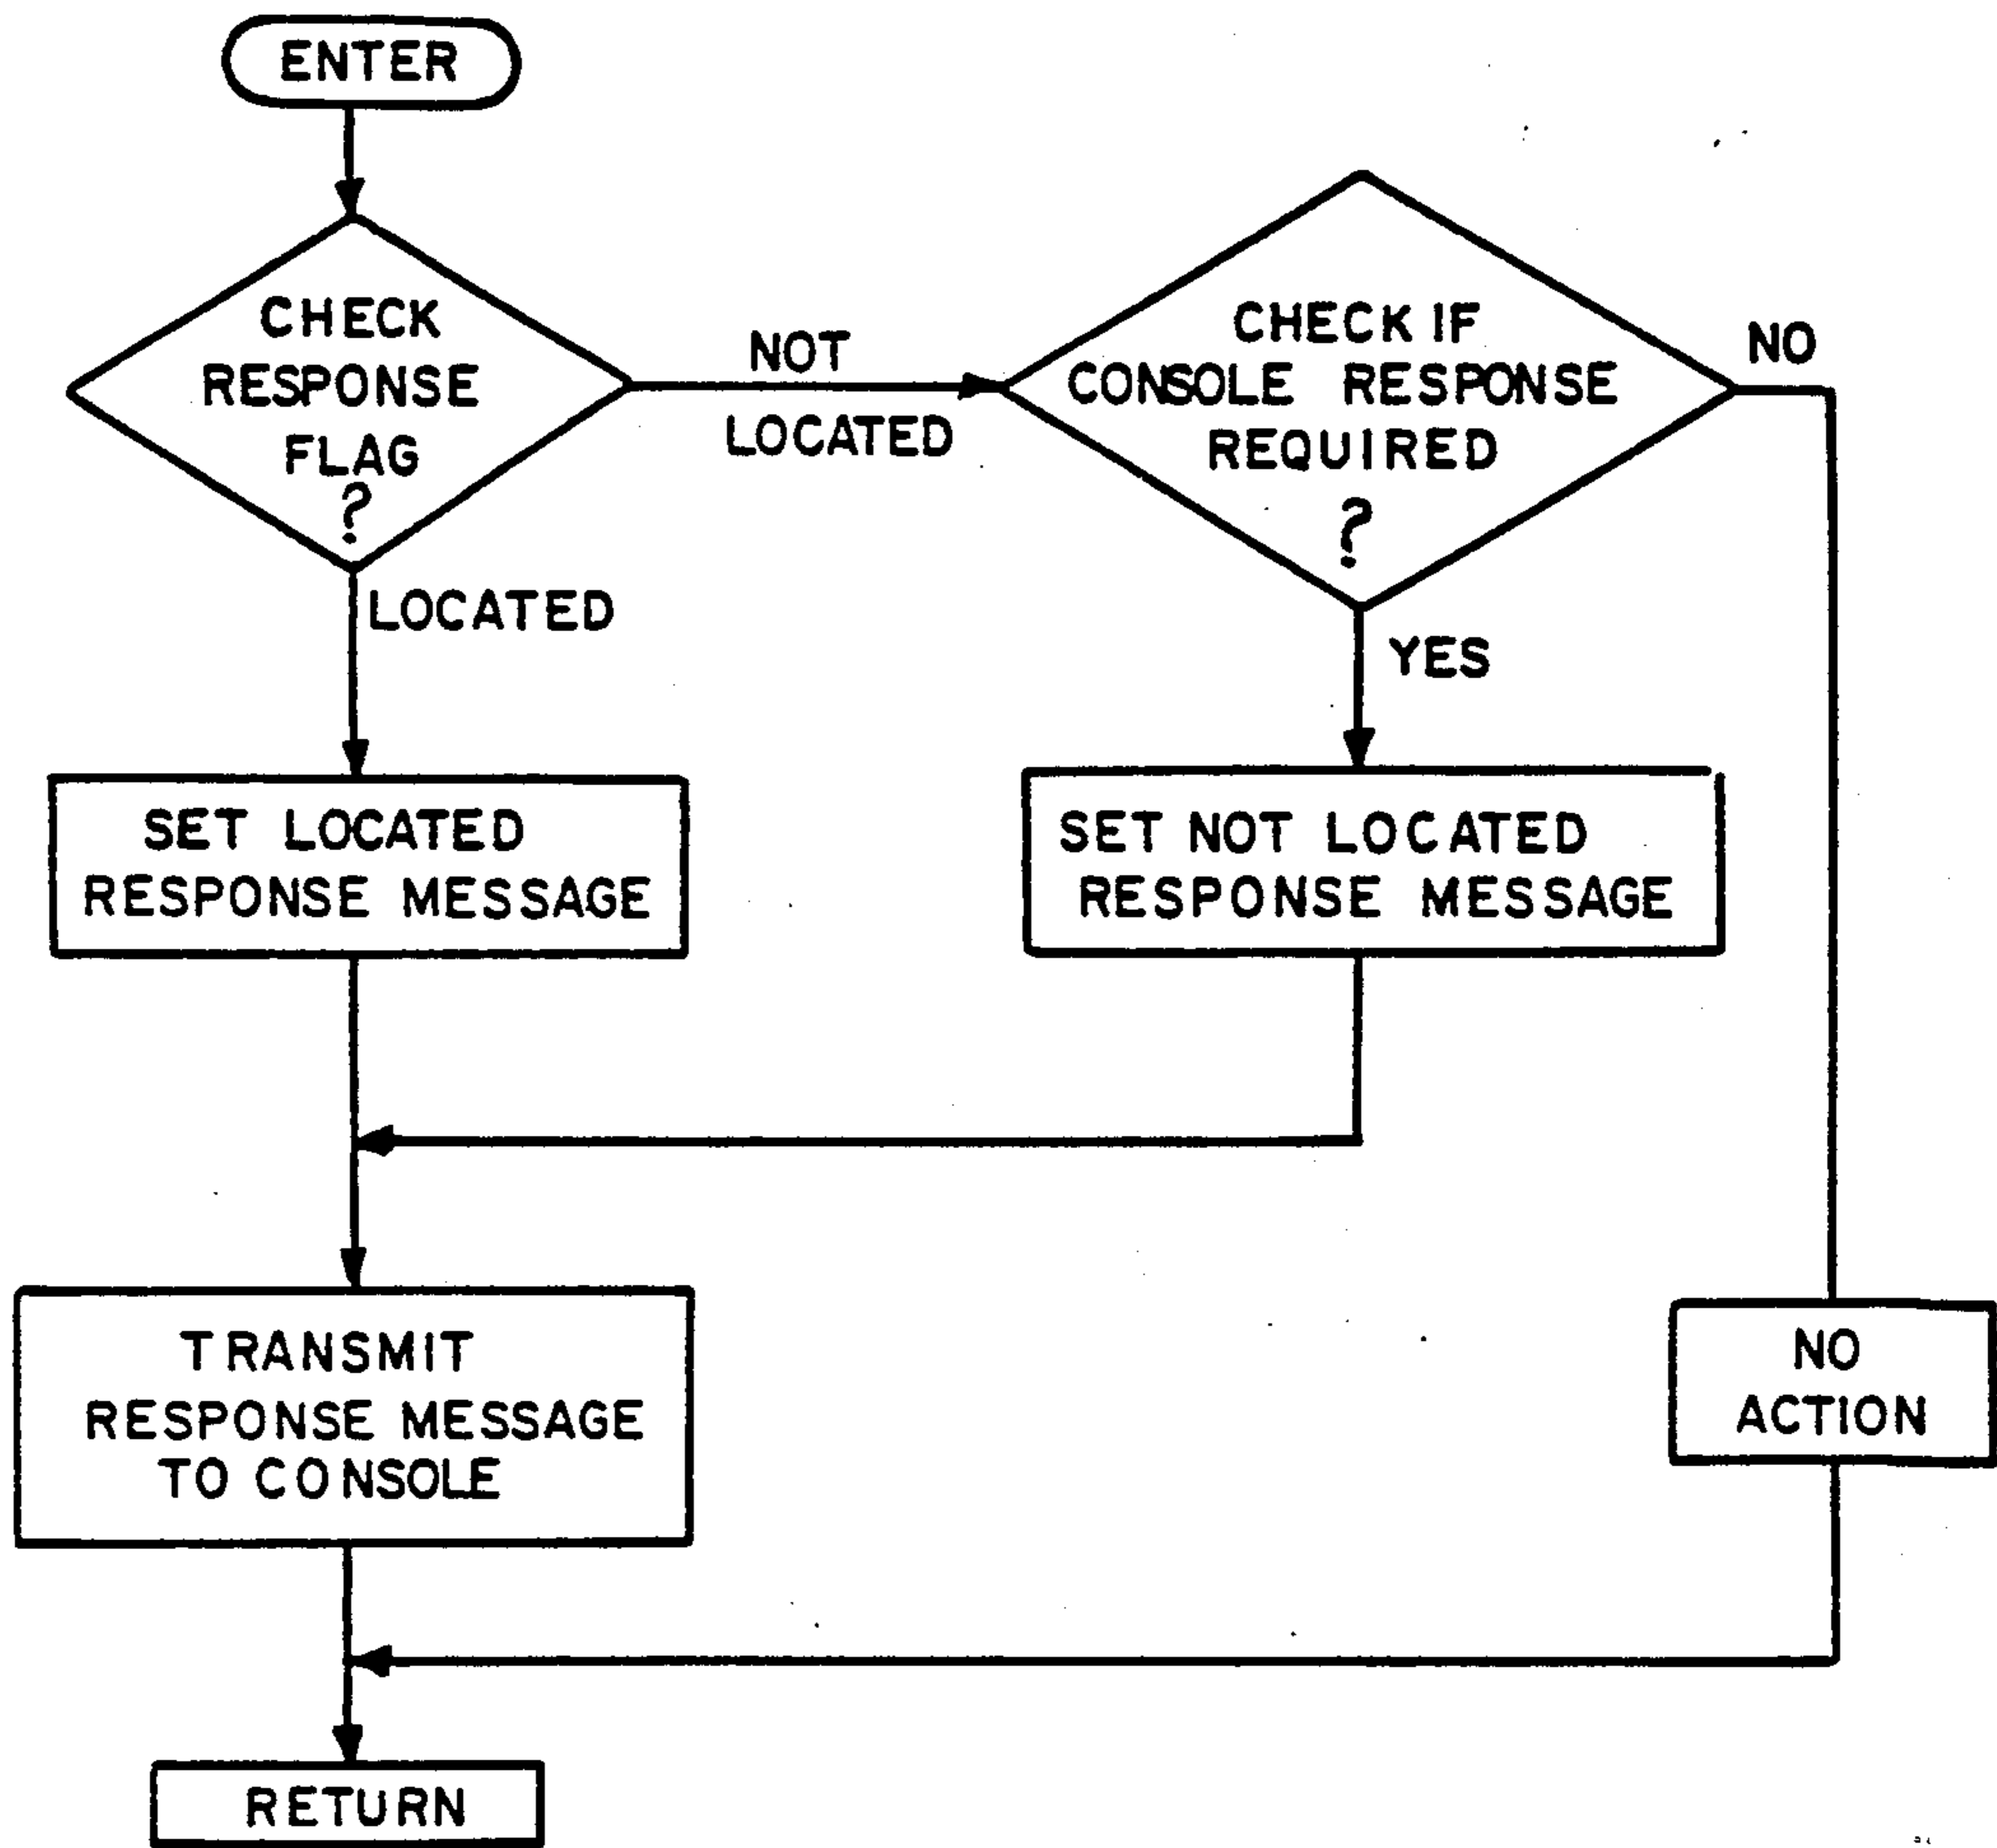 ENTER
CHECK
RESPONSE
FLAG
?
NOT
LOCATED
CHECK IF
CONSOLE RESPONSE
REQUIRED
?
NO
LOCATED
YES
SET LOCATED
RESPONSE MESSAGE
SET NOT LOCATED
RESPONSE MESSAGE
TRANSMIT
RESPONSE MESSAGE
TO CONSOLE
NO
ACTION
RETURN